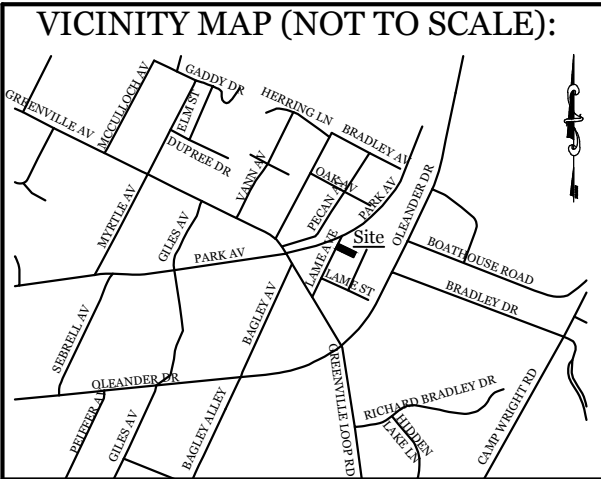 VICINITY MAP (NOT TO SCALE):
GADDY DR
MCCULLOCH AV
ELM ST
GREENVILLE AV
HERRING LN
BRADLEY AV
DUPREE DR
VANN AV
OAK AV
PECAN AV
PARK AV
OLEANDER DR
MYRTLE AV
GILES AV
PARK AV
LAME AVE
Site
BOATHOUSE ROAD
LAME ST
BRADLEY DR
SEBRELL AV
BAGLEY AV
OLEANDER DR
GREENVILLE LOOP RD
RICHARD BRADLEY DR
PEIFFER AV
GILES AV
BAGLEY ALLEY
HIDDEN
LAKE LN
CAMP WRIGHT RD